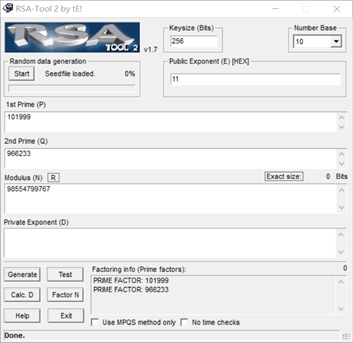 RSA-Tool 2 by tE!
RSA
TOOL 2
v1.7
Keysize (Bits)
256
Number Base
10
Random data generation
Start
Seedfile loaded.
0%
Public Exponent (E) [HEX]
11
1st Prime (P)
101999
2nd Prime (Q)
966233
Modulus (N)
R
Exact size:
0
Bits
98554799767
Private Exponent (D)
Generate
Test
Calc. D
Factor N
Help
Exit
Factoring info (Prime factors):
0
PRIME FACTOR: 101999
PRIME FACTOR: 966233
Use MPQS method only
No time checks
Done.
tE!